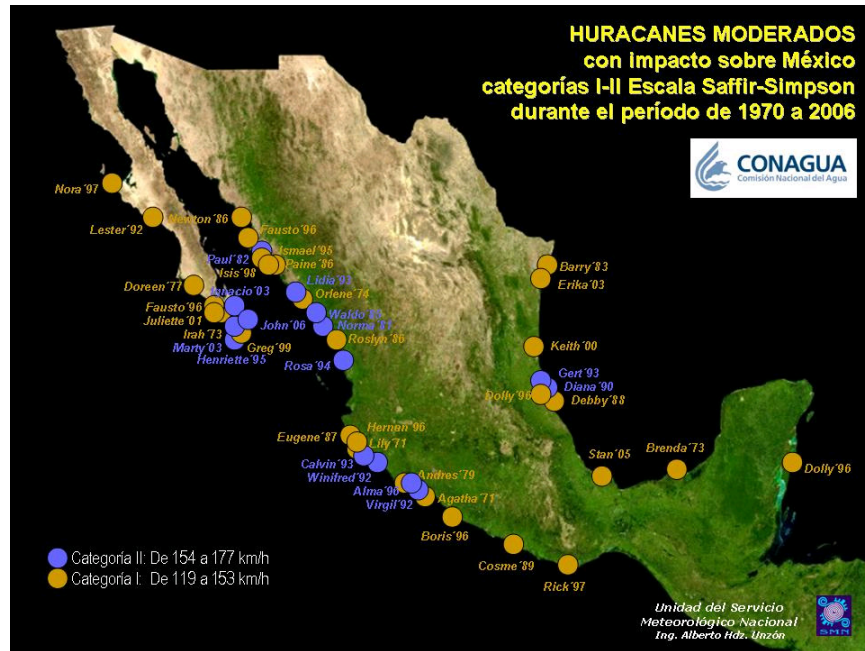 HURACANES MODERADOS
con impacto sobre México
categorías I-II Escala Saffir-Simpson
durante el período de 1970 a 2006
CONAGUA
Comisión Nacional del Agua
Nora´97
Lester´92
Newton´86
Fausto´96
Paul´82
Ismael´95
Isis´98
Paine´86
Doreen´77
Ignacio´03
Lidia´93
Orlene´74
Fausto´96
Juliette´01
John´06
Waldo´85
Norma´81
Irah´73
Marty´03
Greg´99
Henriette´95
Roslyn´86
Rosa´94
Barry´83
Erika´03
Keith´00
Gert´93
Diana´90
Dolly´96
Debby´88
Eugene´87
Hernan´96
Lily´71
Calvin´93
Winifred´92
Andres´79
Alma´96
Virgil´92
Agatha´71
Boris´96
Stan´05
Brenda´73
Dolly´96
Cosme´89
Rick´97
Categoría II: De 154 a 177 km/h
Categoría I: De 119 a 153 km/h
Unidad del Servicio
Meteorológico Nacional
Ing. Alberto Hdz. Unzón
SMN